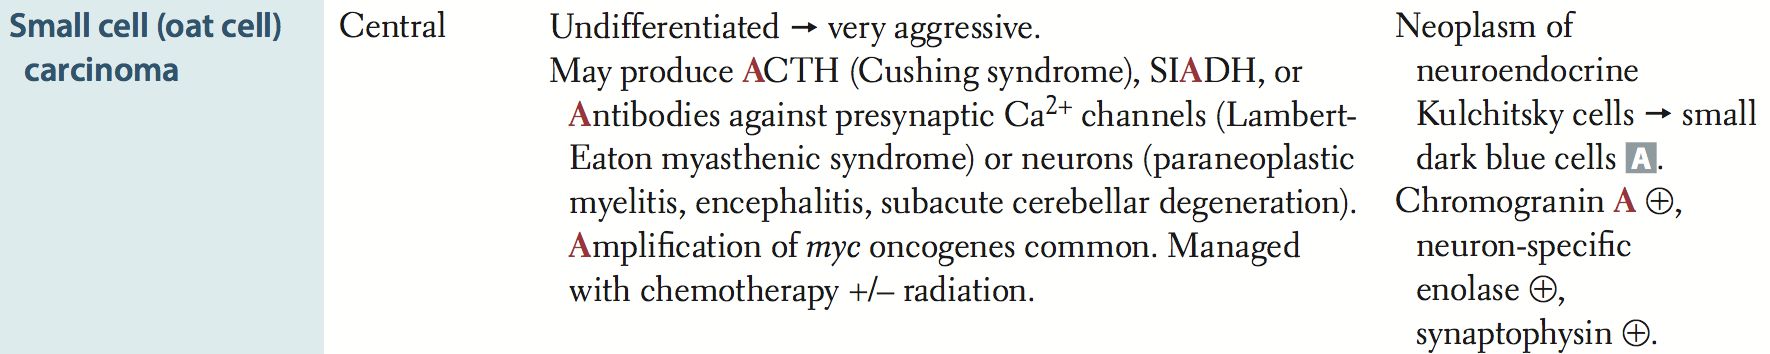 Small cell (oat cell)
carcinoma
Central
Undifferentiated → very aggressive.
May produce ACTH (Cushing syndrome), SIADH, or
Antibodies against presynaptic Ca²⁺ channels (Lambert-
Eaton myasthenic syndrome) or neurons (paraneoplastic
myelitis, encephalitis, subacute cerebellar degeneration).
Amplification of myc oncogenes common. Managed
with chemotherapy +/– radiation.
Neoplasm of
neuroendocrine
Kulchitsky cells → small
dark blue cells A.
Chromogranin A ⊕,
neuron-specific
enolase ⊕,
synaptophysin ⊕.